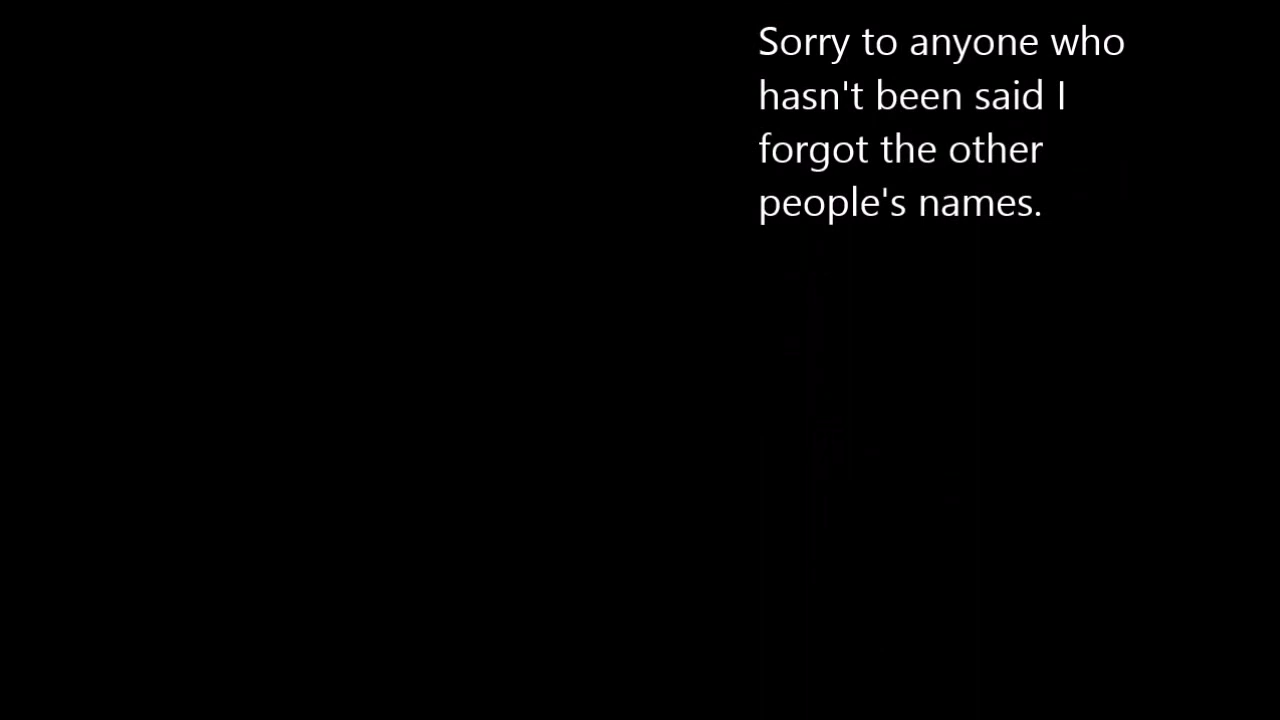 Sorry to anyone who
hasn't been said I
forgot the other
people's names.